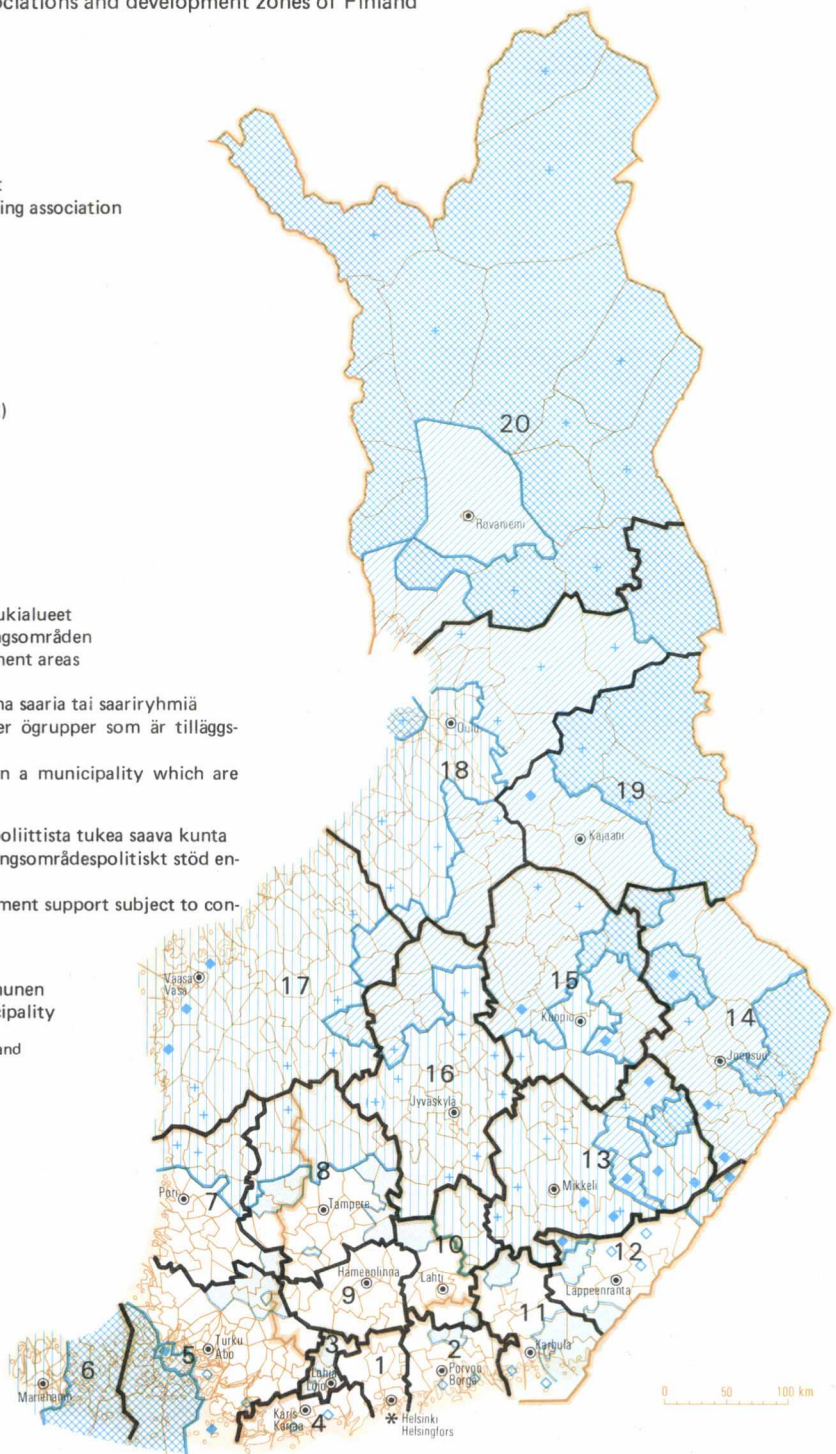 ociations and development zones of Finland
t
ing association
)
ukialueet
gsområden
ment areas
na saaria tai saariryhmiä
er ögrupper som är tilläggs-
n a municipality which are
poliittista tukea saava kunta
ingsområdespolitiskt stöd en-
ment support subject to con-
nunen
cipality
and
20
Rovaniemi
Oulu
18
19
Kajaani
Vaasa
Vasa
17
15
Kuopio
14
Joensuu
16
Jyväskylä
13
Mikkeli
8
Pori
7
Tampere
10
12
Hämeenlinna
Lahti
Lappeenranta
9
11
3
Turku
Åbo
Lohja
Lojo
1
2
Karhula
6
5
Porvoo
Borgå
Mariehamn
Karis
Karjaa
4
* Helsinki
Helsingfors
0 50 100 km